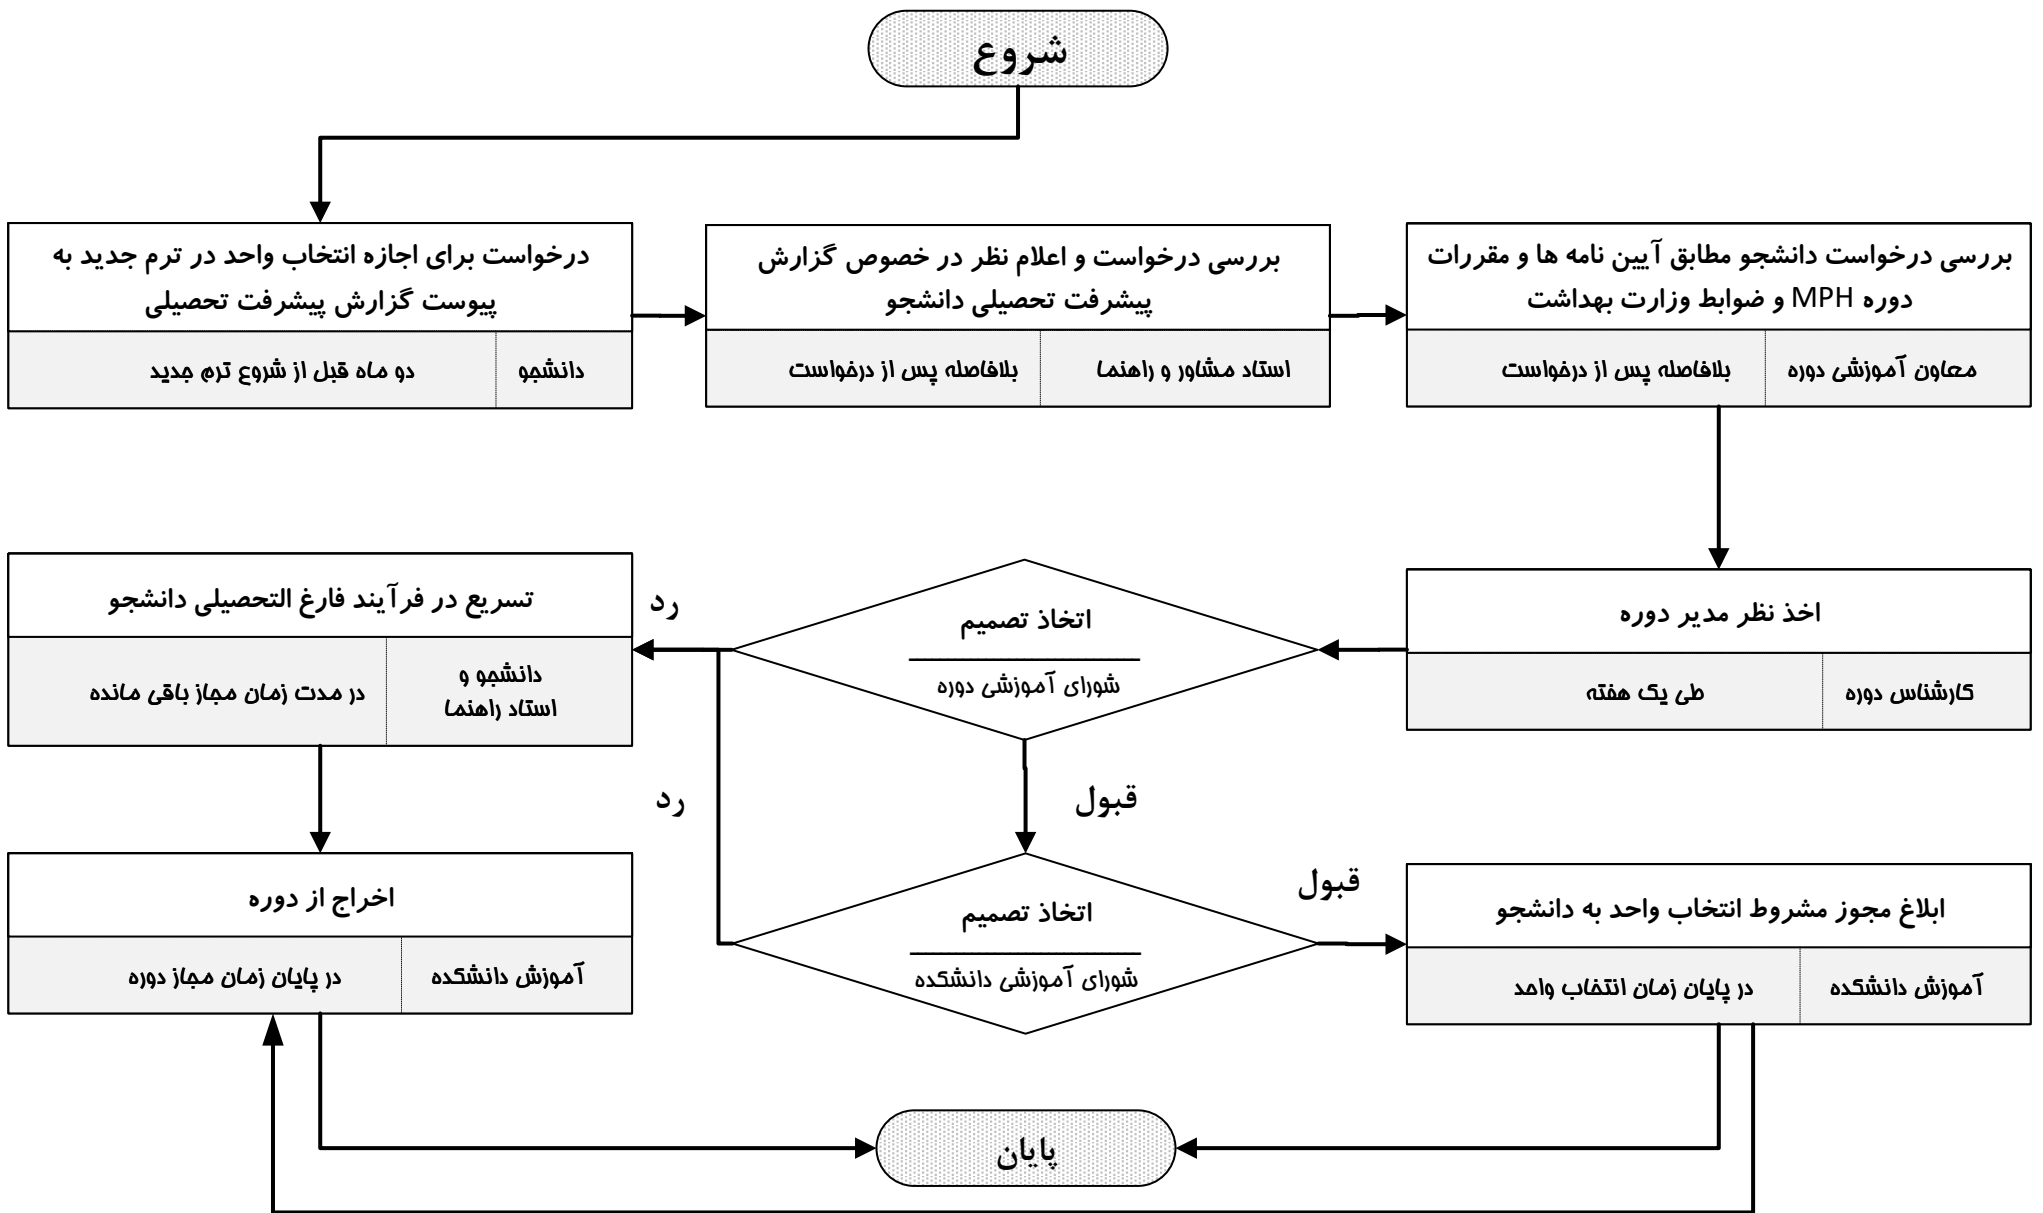 شروع
درخواست برای اجازه انتخاب واحد در ترم جدید به
پیوست گزارش پیشرفت تحصیلی
دانشجو
دو ماه قبل از شروع ترم جدید
بررسی درخواست و اعلام نظر در خصوص گزارش
پیشرفت تحصیلی دانشجو
استاد مشاور و راهنما
بلافاصله پس از درخواست
بررسی درخواست دانشجو مطابق آیین نامه ها و مقررات
دوره MPH و ضوابط وزارت بهداشت
معاون آموزشی دوره
بلافاصله پس از درخواست
اخذ نظر مدیر دوره
کارشناس دوره
طی یک هفته
اتخاذ تصمیم
شورای آموزشی دوره
رد
تسریع در فرآیند فارغ التحصیلی دانشجو
دانشجو و
استاد راهنما
در مدت زمان مجاز باقی مانده
قبول
رد
اتخاذ تصمیم
شورای آموزشی دانشکده
قبول
ابلاغ مجوز مشروط انتخاب واحد به دانشجو
آموزش دانشکده
در پایان زمان انتخاب واحد
اخراج از دوره
آموزش دانشکده
در پایان زمان مجاز دوره
پایان